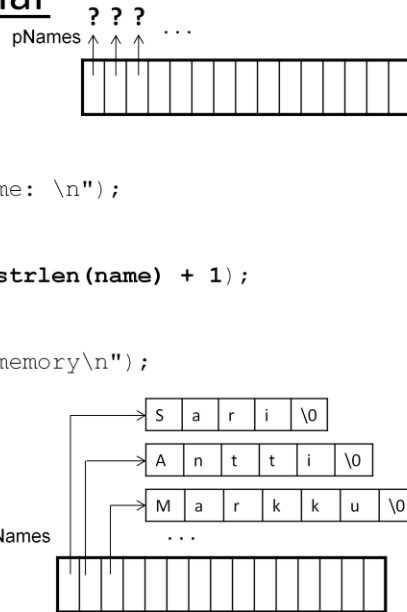 ? ? ?
pNames ...
me: \n");
strlen(name) + 1);
memory\n");
S a r i \0
A n t t i \0
M a r k k u \0
Names ...